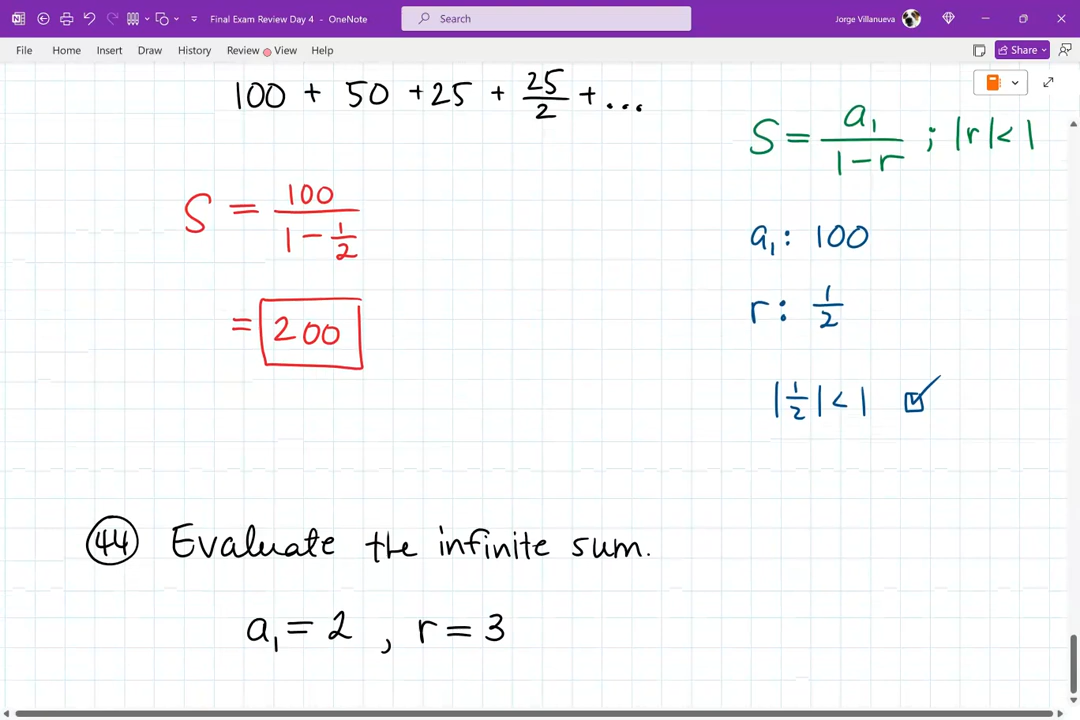 Final Exam Review Day 4 - OneNote
Search
Jorge Villanueva
File Home Insert Draw History Review View Help
Share
100 + 50 + 25 + 25/2 + ...
S = a₁/(1 - r) ; |r| < 1
S = 100/(1 - 1/2)
a₁: 100
= 200
r: 1/2
|1/2| < 1 ☑
44 Evaluate the infinite sum.
a₁ = 2 , r = 3